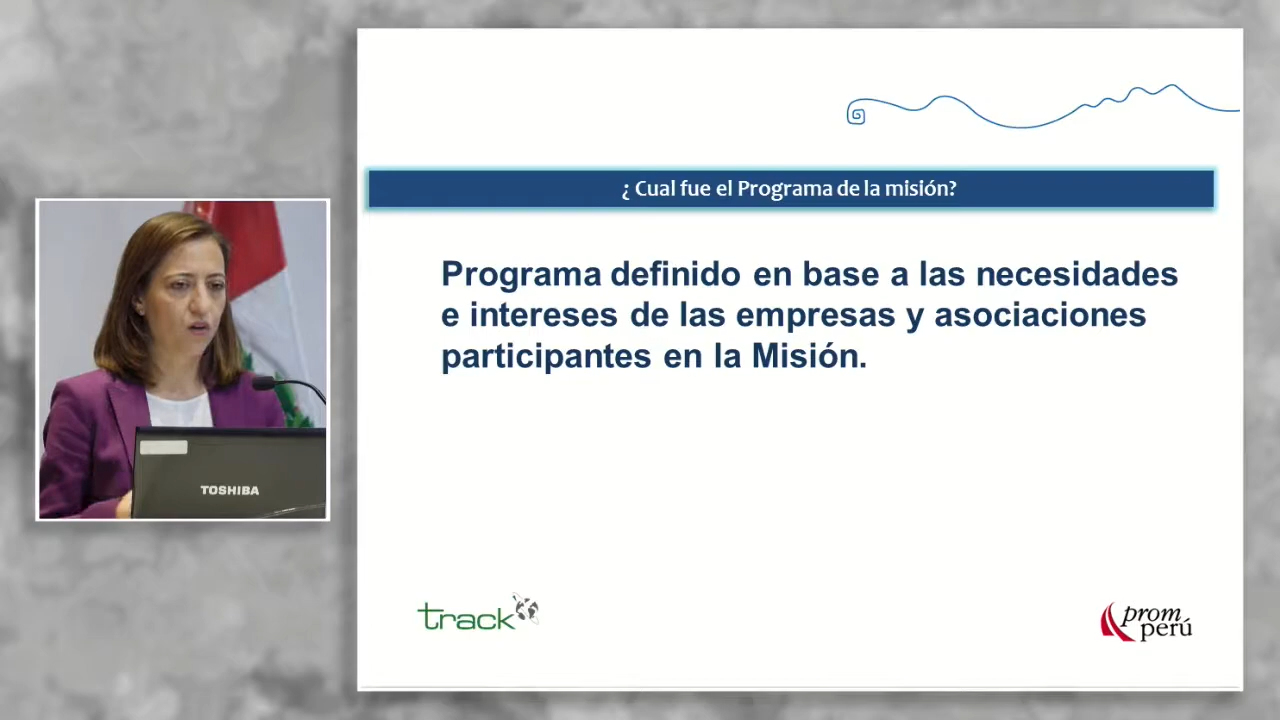 ¿ Cual fue el Programa de la misión?
Programa definido en base a las necesidades
e intereses de las empresas y asociaciones
participantes en la Misión.
TOSHIBA
track
prom
perú